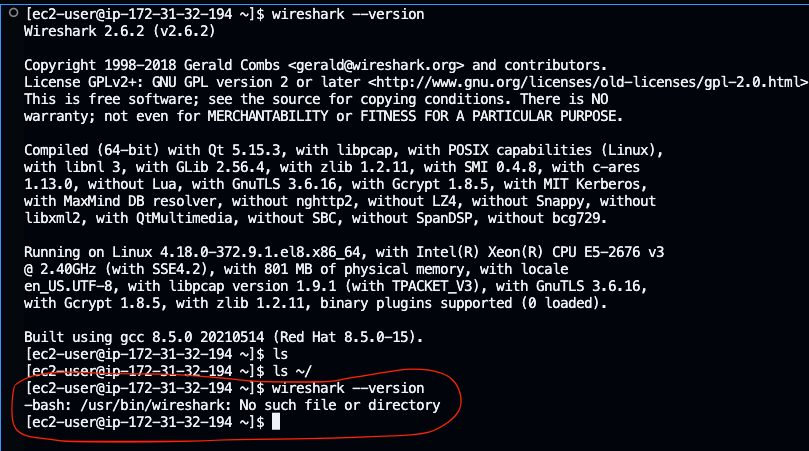 [ec2-user@ip-172-31-32-194 ~]$ wireshark --version
Wireshark 2.6.2 (v2.6.2)
Copyright 1998-2018 Gerald Combs <gerald@wireshark.org> and contributors.
License GPLv2+: GNU GPL version 2 or later <http://www.gnu.org/licenses/old-licenses/gpl-2.0.html>
This is free software; see the source for copying conditions. There is NO
warranty; not even for MERCHANTABILITY or FITNESS FOR A PARTICULAR PURPOSE.
Compiled (64-bit) with Qt 5.15.3, with libpcap, with POSIX capabilities (Linux),
with libnl 3, with GLib 2.56.4, with zlib 1.2.11, with SMI 0.4.8, with c-ares
1.13.0, without Lua, with GnuTLS 3.6.16, with Gcrypt 1.8.5, with MIT Kerberos,
with MaxMind DB resolver, without nghttp2, without LZ4, without Snappy, without
libxml2, with QtMultimedia, without SBC, without SpanDSP, without bcg729.
Running on Linux 4.18.0-372.9.1.el8.x86_64, with Intel(R) Xeon(R) CPU E5-2676 v3
@ 2.40GHz (with SSE4.2), with 801 MB of physical memory, with locale
en_US.UTF-8, with libpcap version 1.9.1 (with TPACKET_V3), with GnuTLS 3.6.16,
with Gcrypt 1.8.5, with zlib 1.2.11, binary plugins supported (0 loaded).
Built using gcc 8.5.0 20210514 (Red Hat 8.5.0-15).
[ec2-user@ip-172-31-32-194 ~]$ ls
[ec2-user@ip-172-31-32-194 ~]$ ls ~/
[ec2-user@ip-172-31-32-194 ~]$ wireshark --version
-bash: /usr/bin/wireshark: No such file or directory
[ec2-user@ip-172-31-32-194 ~]$